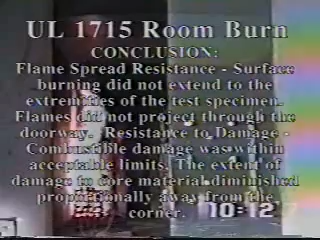 UL 1715 Room Burn
CONCLUSION:
Flame Spread Resistance - Surface
burning did not extend to the
extremities of the test specimen.
Flames did not project through the
doorway. Resistance to Damage -
Combustible damage was within
acceptable limits. The extent of
damage to core material diminished
proportionally away from the
corner.
10:12